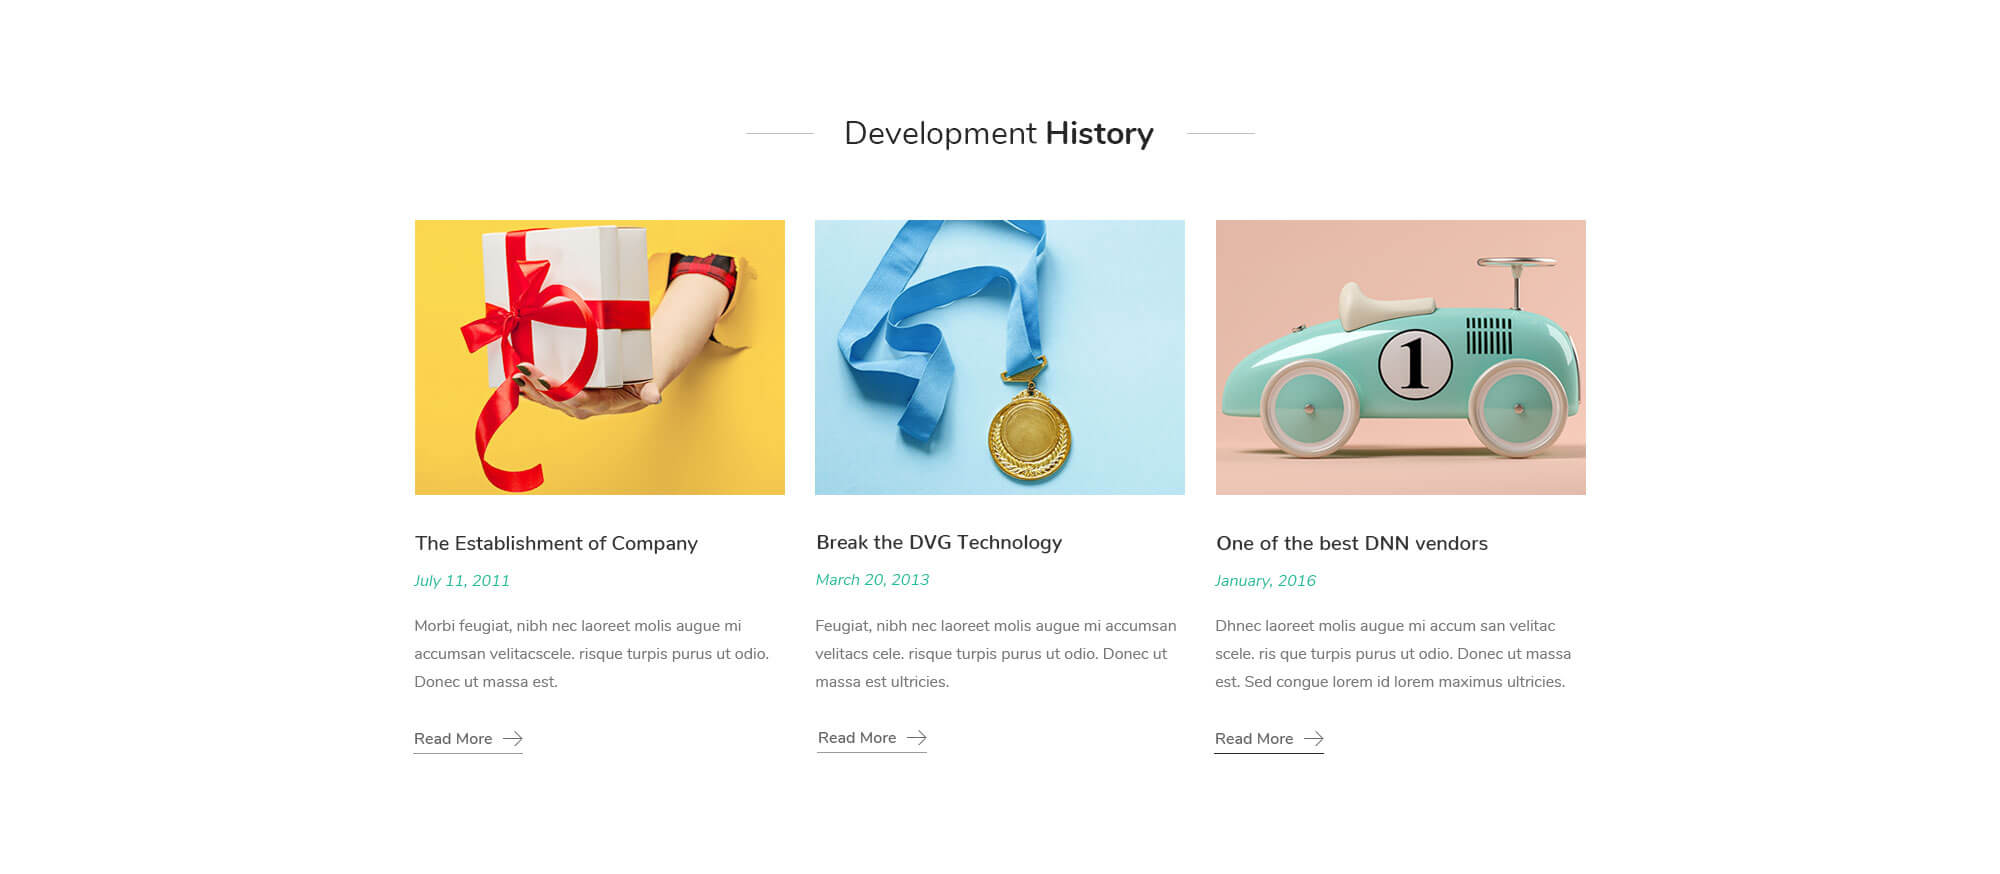 Development History
1
The Establishment of Company
July 11, 2011
Morbi feugiat, nibh nec laoreet molis augue mi
accumsan velitacscele. risque turpis purus ut odio.
Donec ut massa est.
Read More
Break the DVG Technology
March 20, 2013
Feugiat, nibh nec laoreet molis augue mi accumsan
velitacs cele. risque turpis purus ut odio. Donec ut
massa est ultricies.
Read More
One of the best DNN vendors
January, 2016
Dhnec laoreet molis augue mi accum san velitac
scele. ris que turpis purus ut odio. Donec ut massa
est. Sed congue lorem id lorem maximus ultricies.
Read More